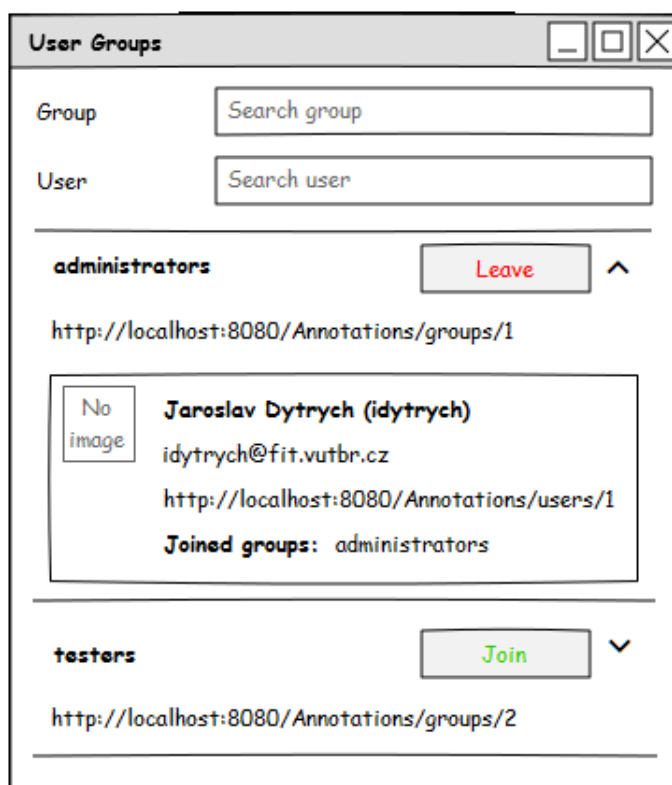 User Groups
Group
Search group
User
Search user
administrators
Leave
http://localhost:8080/Annotations/groups/1
No
image
Jaroslav Dytrych (idytrych)
idytrych@fit.vutbr.cz
http://localhost:8080/Annotations/users/1
Joined groups: administrators
testers
Join
http://localhost:8080/Annotations/groups/2